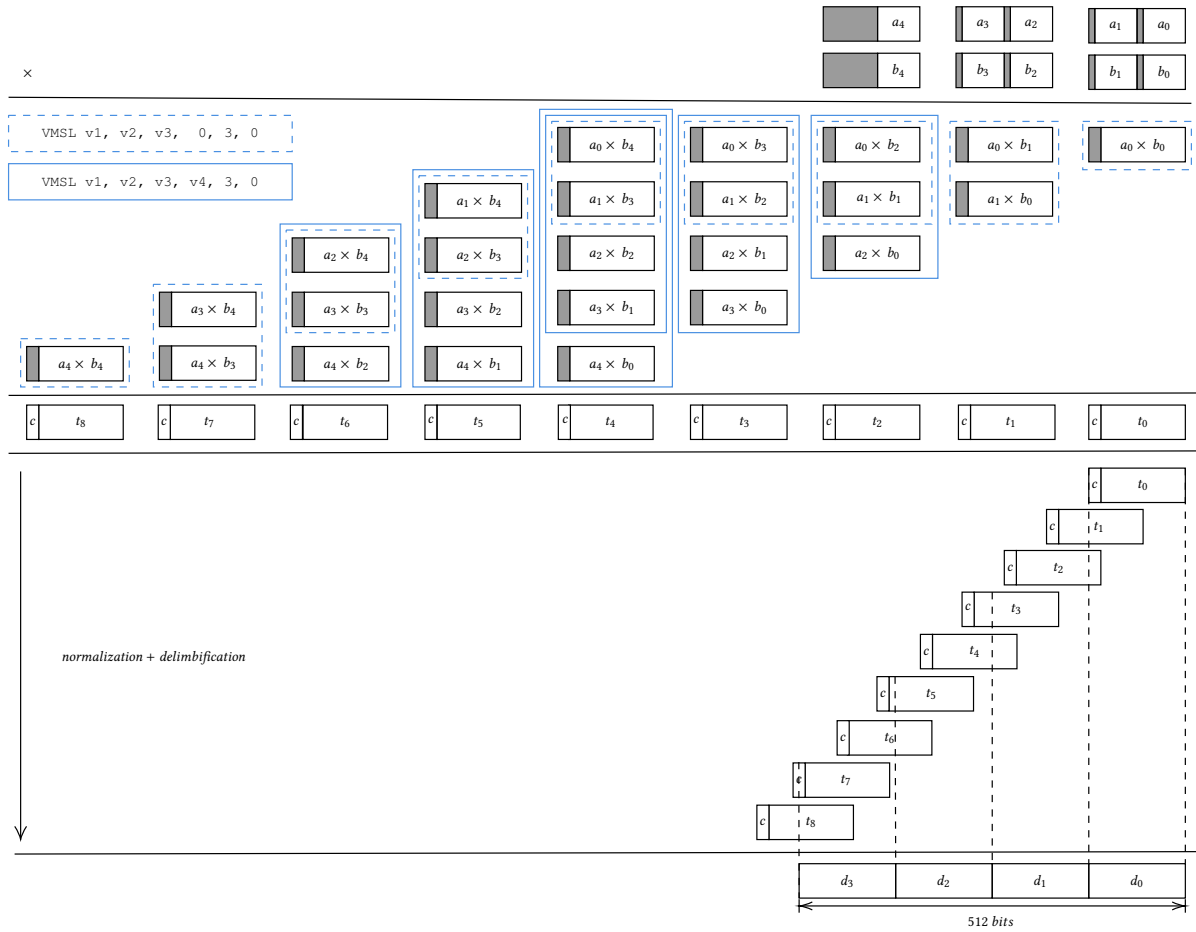 a4 a3 a2 a1 a0
× b4 b3 b2 b1 b0
VMSL v1, v2, v3, 0, 3, 0
a0 × b4 a0 × b3 a0 × b2 a0 × b1 a0 × b0
VMSL v1, v2, v3, v4, 3, 0
a1 × b4 a1 × b3 a1 × b2 a1 × b1 a1 × b0
a2 × b4 a2 × b3 a2 × b2 a2 × b1 a2 × b0
a3 × b4 a3 × b3 a3 × b2 a3 × b1 a3 × b0
a4 × b4 a4 × b3 a4 × b2 a4 × b1 a4 × b0
c t8 c t7 c t6 c t5 c t4 c t3 c t2 c t1 c t0
c t0
c t1
c t2
c t3
c t4
normalization + delimbification
c t5
c t6
c t7
c t8
d3 d2 d1 d0
512 bits